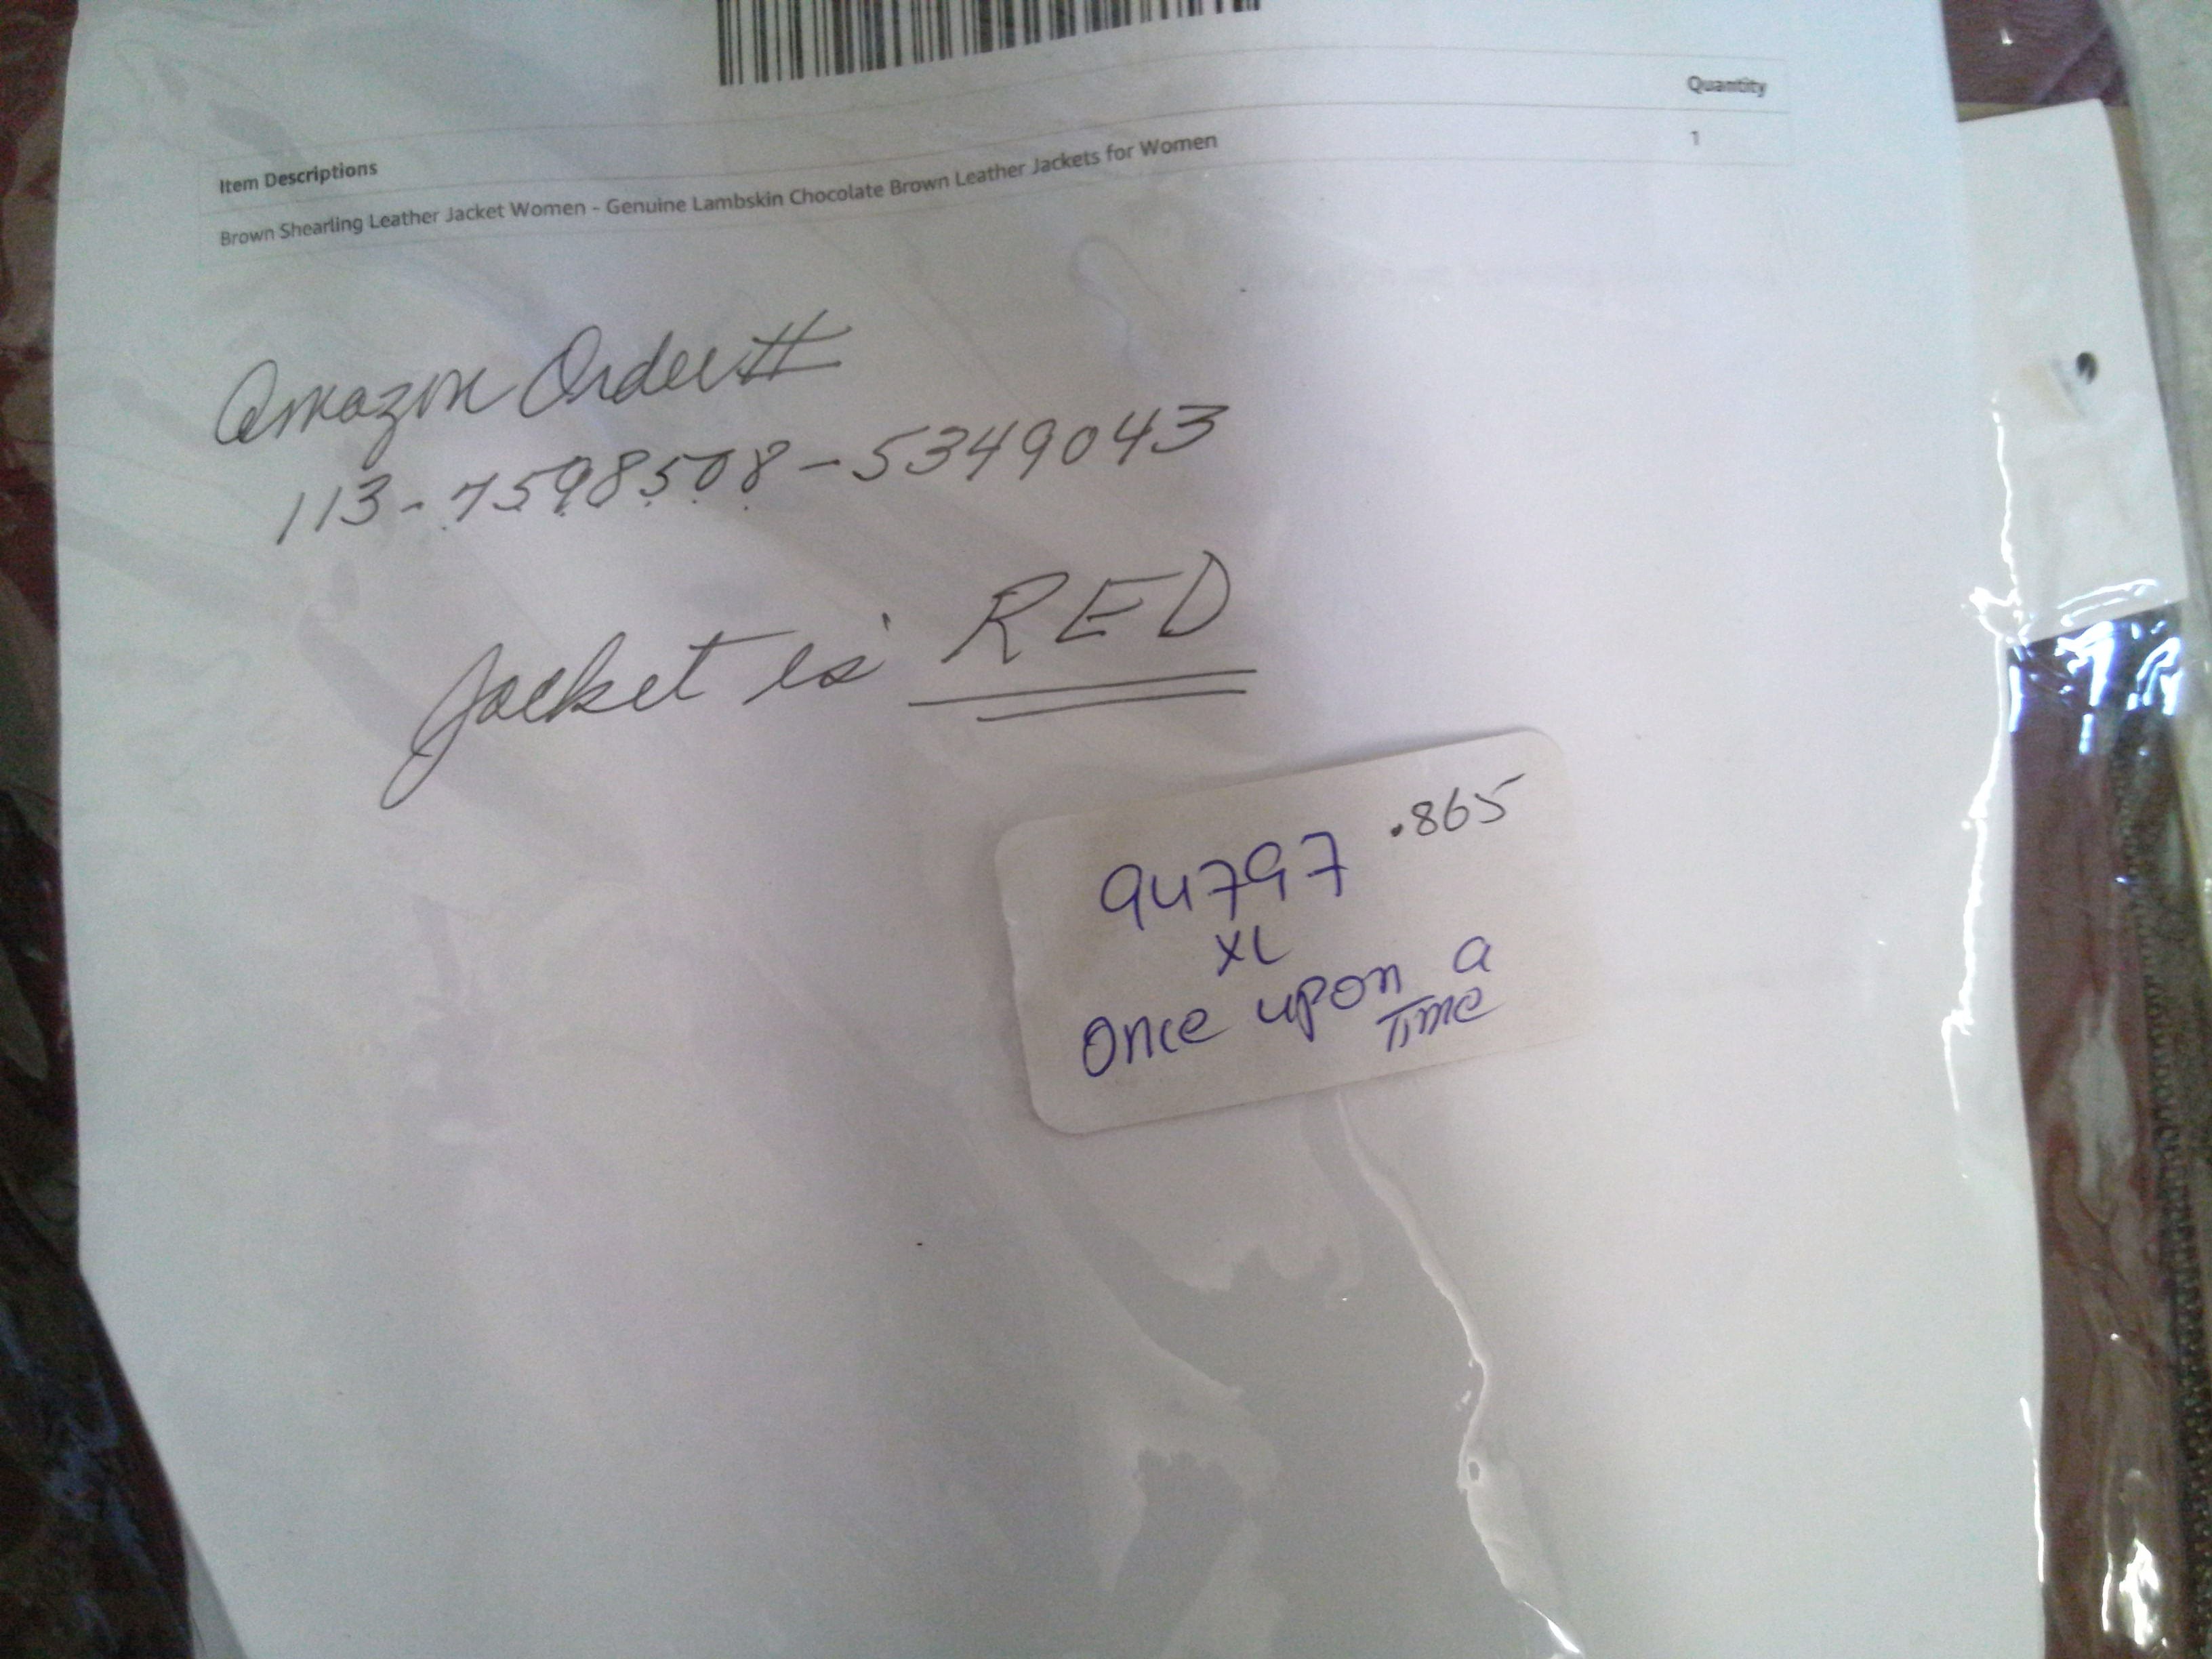 Item Descriptions Quantity
Brown Shearling Leather Jacket Women - Genuine Lambskin Chocolate Brown Leather Jackets for Women 1
Amazon Order#
113-7598508-5349043
Jacket is RED
94797 .865
XL
Once upon a
Time